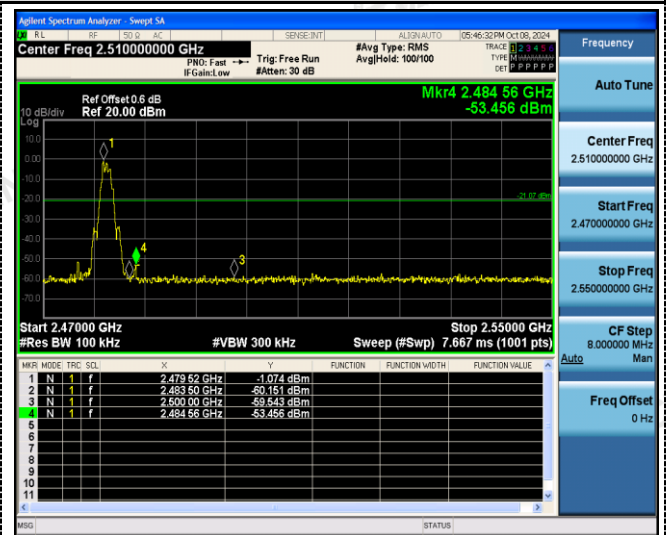 Agilent Spectrum Analyzer - Swept SA
RL RF 50 Ω AC SENSE:INT ALIGNAUTO 05:46:32PM Oct 08, 2024
Center Freq 2.510000000 GHz
PNO: Fast
IFGain:Low
Trig: Free Run
#Atten: 30 dB
#Avg Type: RMS
Avg|Hold: 100/100
TRACE 1 2 3 4 5 6
TYPE M
DET P P P P P P
Mkr4 2.484 56 GHz
-53.456 dBm
Ref Offset 0.6 dB
10 dB/div Ref 20.00 dBm
Log
10.0
0.00
-10.0
-20.0
-30.0
-40.0
-50.0
-60.0
-70.0
1
4
3
-21.07 dBm
Start 2.47000 GHz Stop 2.55000 GHz
#Res BW 100 kHz #VBW 300 kHz Sweep (#Swp) 7.667 ms (1001 pts)
MKR MODE TRC SCL X Y FUNCTION FUNCTION WIDTH FUNCTION VALUE
1 N 1 f 2.479 52 GHz -1.074 dBm
2 N 1 f 2.483 50 GHz -60.151 dBm
3 N 1 f 2.500 00 GHz -59.543 dBm
4 N 1 f 2.484 56 GHz -53.456 dBm
5
6
7
8
9
10
11
MSG STATUS
Frequency
Auto Tune
Center Freq
2.510000000 GHz
Start Freq
2.470000000 GHz
Stop Freq
2.550000000 GHz
CF Step
8.000000 MHz
Auto Man
Freq Offset
0 Hz